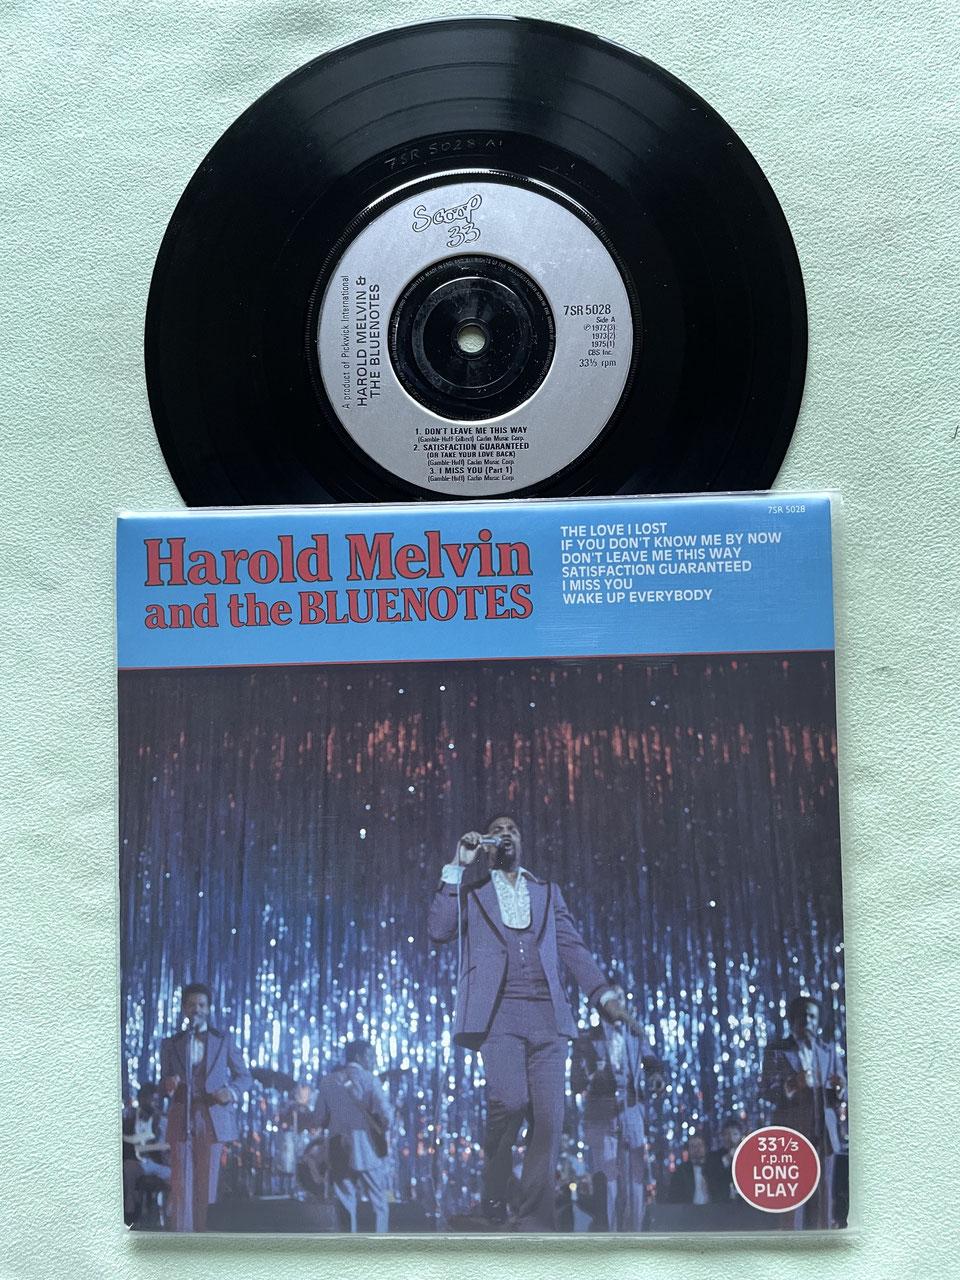 7SR 5028 A1
Scoop
33
A product of Pickwick International
HAROLD MELVIN &
THE BLUENOTES
7SR 5028
Side A
℗ 1972(3)
1973(2)
1975(1)
CBS Inc.
33⅓ rpm
1. DON'T LEAVE ME THIS WAY
(Gamble-Huff-Gilbert) Carlin Music Corp.
2. SATISFACTION GUARANTEED
(OR TAKE YOUR LOVE BACK)
(Gamble-Huff) Carlin Music Corp.
3. I MISS YOU (Part 1)
(Gamble-Huff) Carlin Music Corp.
7SR 5028
Harold Melvin
and the BLUENOTES
THE LOVE I LOST
IF YOU DON'T KNOW ME BY NOW
DON'T LEAVE ME THIS WAY
SATISFACTION GUARANTEED
I MISS YOU
WAKE UP EVERYBODY
33⅓
r.p.m.
LONG
PLAY